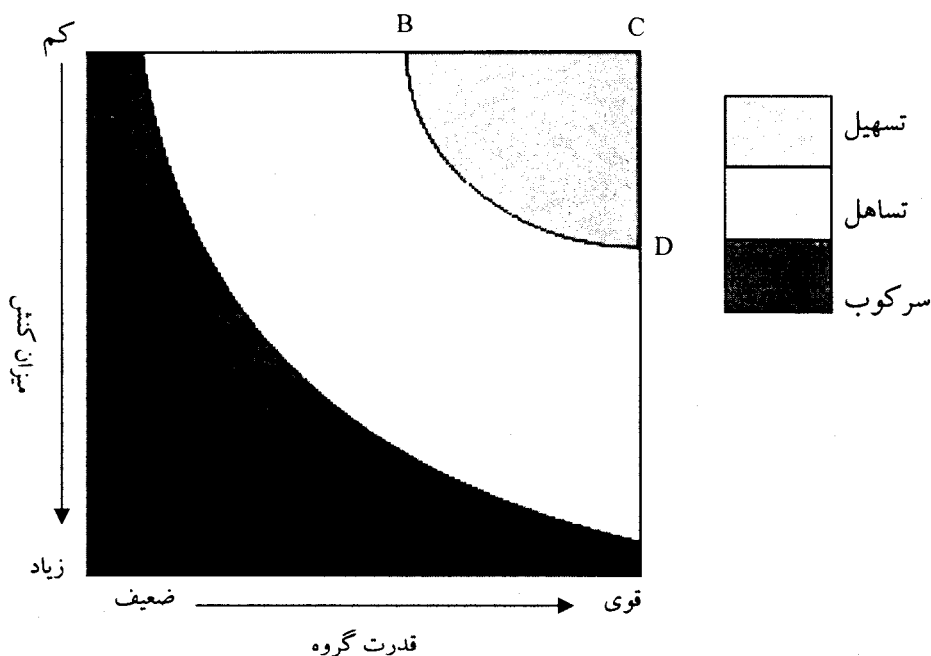 B
C
کم
تسهیل
تساهل
D
سرکوب
میزان کنش
زیاد
ضعیف
قوی
قدرت گروه